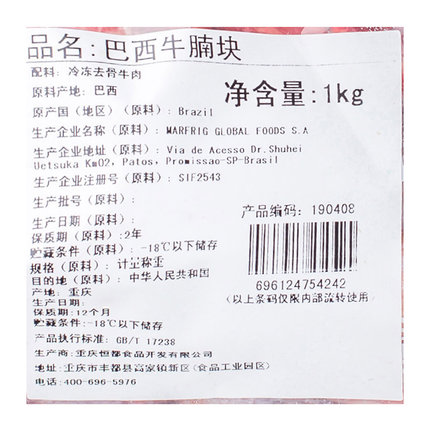 品名:巴西牛腩块
配料: 冷冻去骨牛肉
原料产地: 巴西
净含量:1kg
原产国（地区）（原料）: Brazil
生产企业名称（原料）: MARFRIG GLOBAL FOODS S.A
生产企业地址（原料）: Via de Acesso Dr.Shuhei
Uetsuka Km02, Patos, Promissao-SP-Brasil
生产企业注册号（原料）: SIF2543
生产批号（原料）:
产品编码: 190408
生产日期（原料）:
保质期（原料）:2年
贮藏条件（原料）: -18℃以下储存
规格（原料）: 计量称重
目的地（原料）: 中华人民共和国
产地: 重庆
696124754242
生产日期:
（以上条码仅限内部流转使用）
保质期:12个月
贮藏条件:-18℃以下储存
产品执行标准: GB/T 17238
生产商: 重庆恒都食品开发有限公司
地址: 重庆市丰都县高家镇新区（食品工业园区）
电话: 400-696-5976